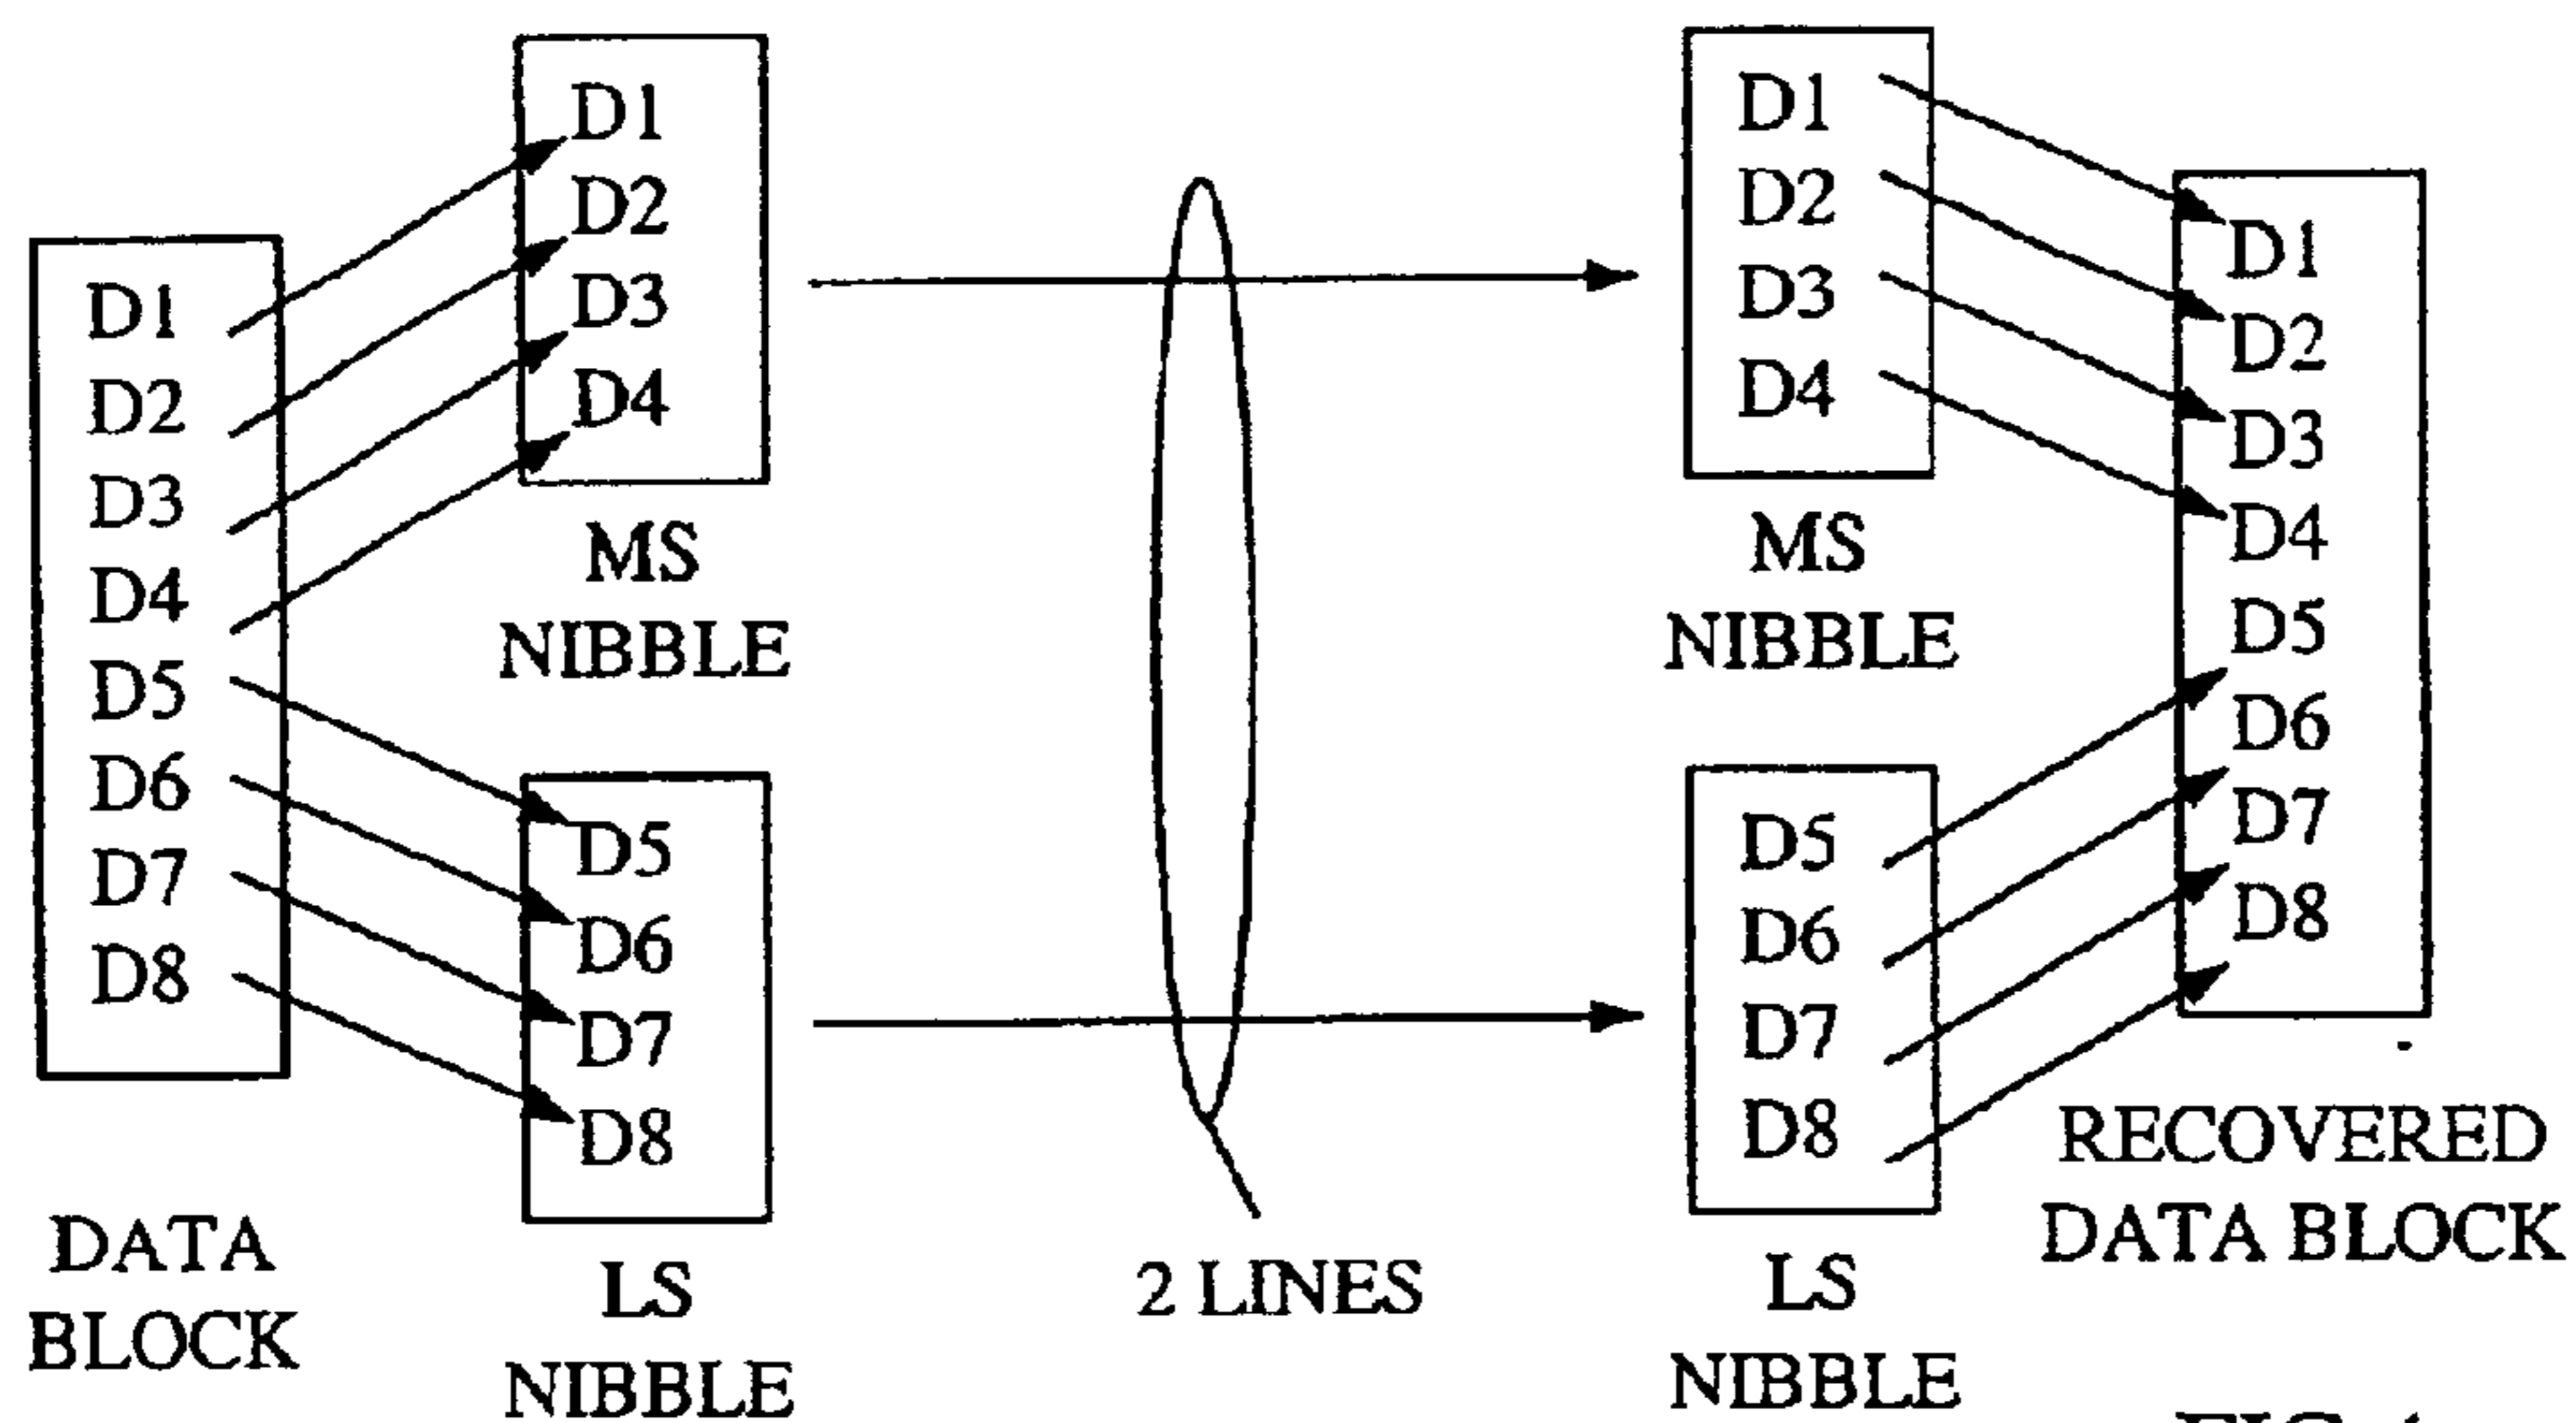 D1
D2
D3
D4
D5
D6
D7
D8
DATA
BLOCK
D1
D2
D3
D4
MS
NIBBLE
D5
D6
D7
D8
LS
NIBBLE
2 LINES
D1
D2
D3
D4
MS
NIBBLE
D5
D6
D7
D8
LS
NIBBLE
D1
D2
D3
D4
D5
D6
D7
D8
RECOVERED
DATA BLOCK